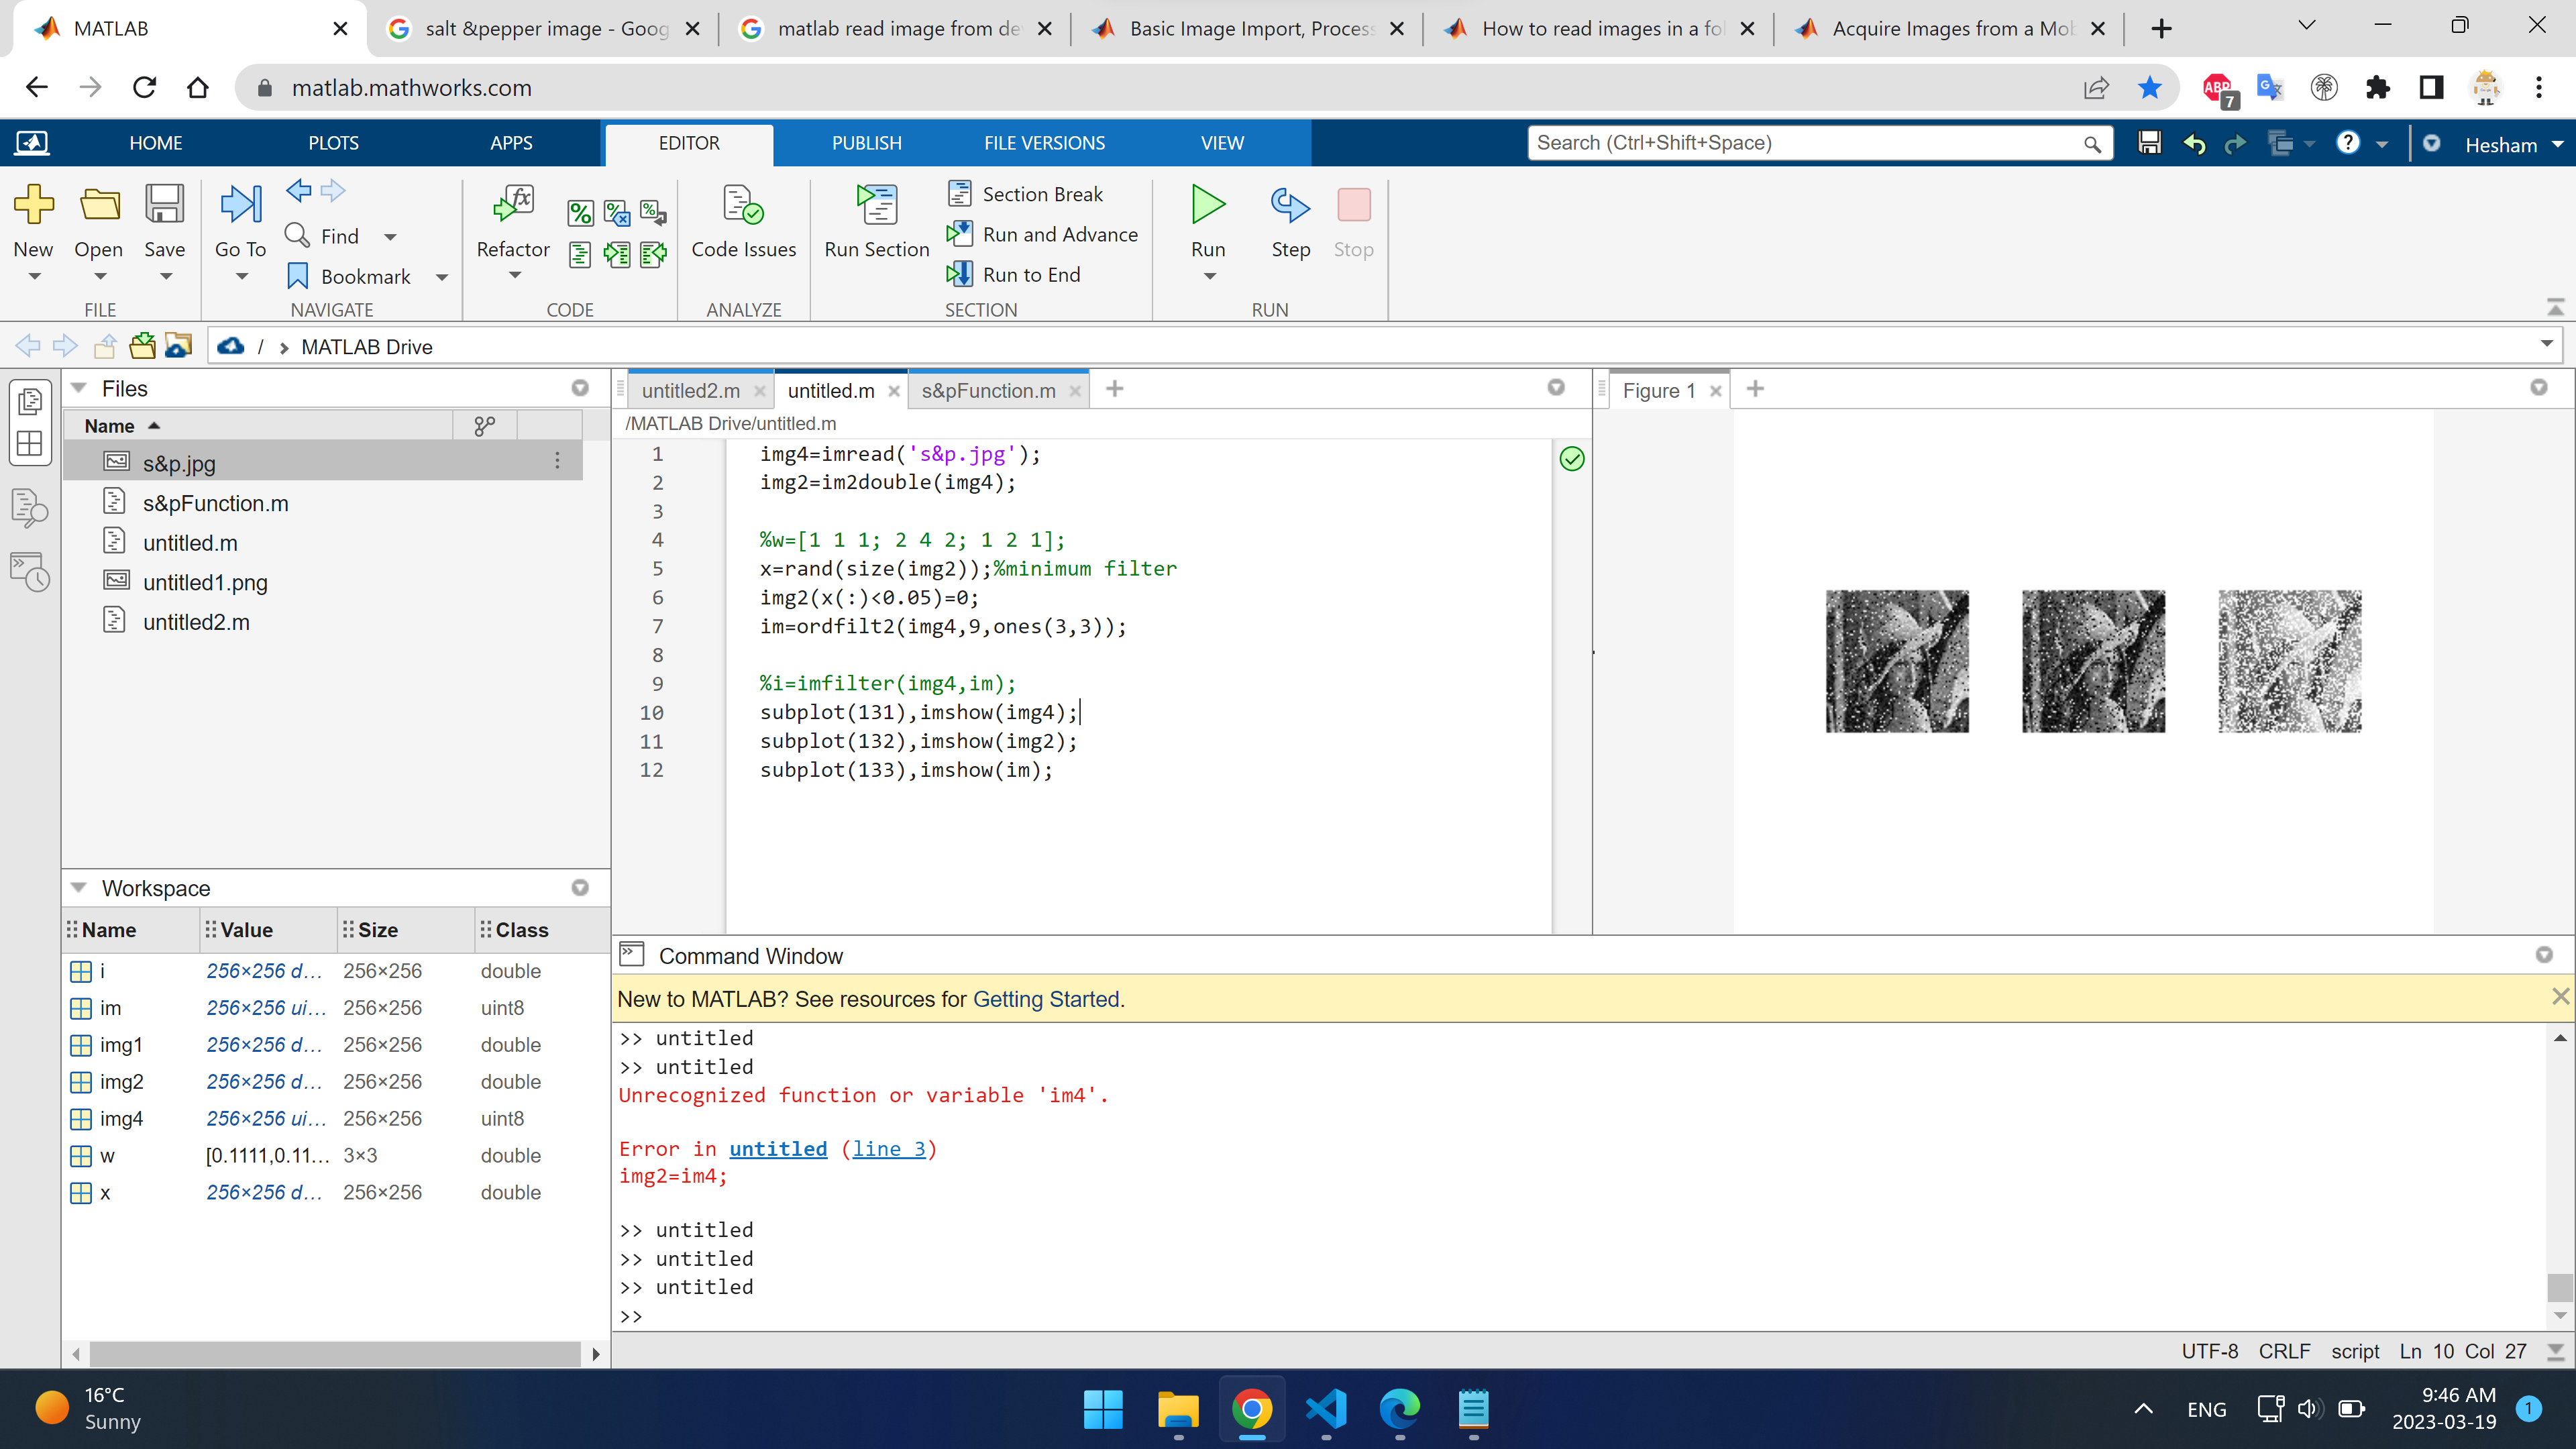 MATLAB
salt &pepper image - Goog
matlab read image from de
Basic Image Import, Process
How to read images in a fol
Acquire Images from a Mob
matlab.mathworks.com
ABP
7
HOME PLOTS APPS EDITOR PUBLISH FILE VERSIONS VIEW
Search (Ctrl+Shift+Space)
Hesham
New
Open
Save
FILE
Go To
Find
Bookmark
NAVIGATE
Refactor
CODE
Code Issues
ANALYZE
Run Section
Section Break
Run and Advance
Run to End
SECTION
Run
Step
Stop
RUN
/ > MATLAB Drive
Files
Name
s&p.jpg
s&pFunction.m
untitled.m
untitled1.png
untitled2.m
Workspace
Name Value Size Class
i 256×256 d... 256×256 double
im 256×256 ui... 256×256 uint8
img1 256×256 d... 256×256 double
img2 256×256 d... 256×256 double
img4 256×256 ui... 256×256 uint8
w [0.1111,0.11... 3×3 double
x 256×256 d... 256×256 double
untitled2.m untitled.m s&pFunction.m
/MATLAB Drive/untitled.m
1 img4=imread('s&p.jpg');
2 img2=im2double(img4);
3
4 %w=[1 1 1; 2 4 2; 1 2 1];
5 x=rand(size(img2));%minimum filter
6 img2(x(:)<0.05)=0;
7 im=ordfilt2(img4,9,ones(3,3));
8
9 %i=imfilter(img4,im);
10 subplot(131),imshow(img4);
11 subplot(132),imshow(img2);
12 subplot(133),imshow(im);
Figure 1
Command Window
New to MATLAB? See resources for Getting Started.
>> untitled
>> untitled
Unrecognized function or variable 'im4'.
Error in untitled (line 3)
img2=im4;
>> untitled
>> untitled
>> untitled
>>
UTF-8 CRLF script Ln 10 Col 27
16°C
Sunny
ENG
9:46 AM
2023-03-19
1